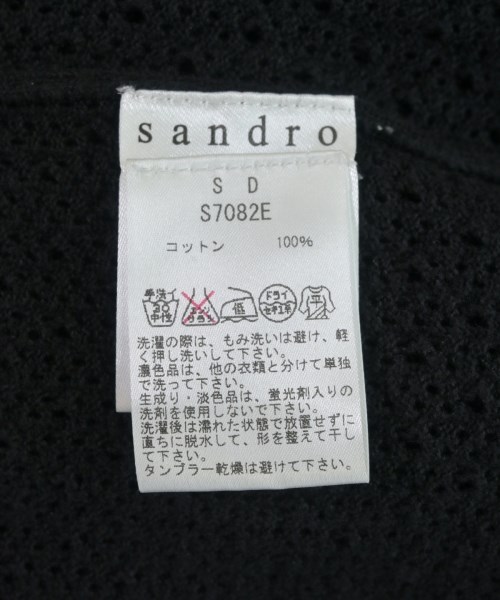 sandro
S D
S7082E
コットン 100%
手洗イ 30 中性 エンソ サラシ 低 ドライ セキユ系 平
洗濯の際は、もみ洗いは避け、軽
く押し洗いして下さい。
濃色品は、他の衣類と分けて単独
で洗って下さい。
生成り・淡色品は、蛍光剤入りの
洗剤を使用しないで下さい。
洗濯後は濡れた状態で放置せずに
直ちに脱水して、形を整えて干し
て下さい。
タンブラー乾燥は避けて下さい。